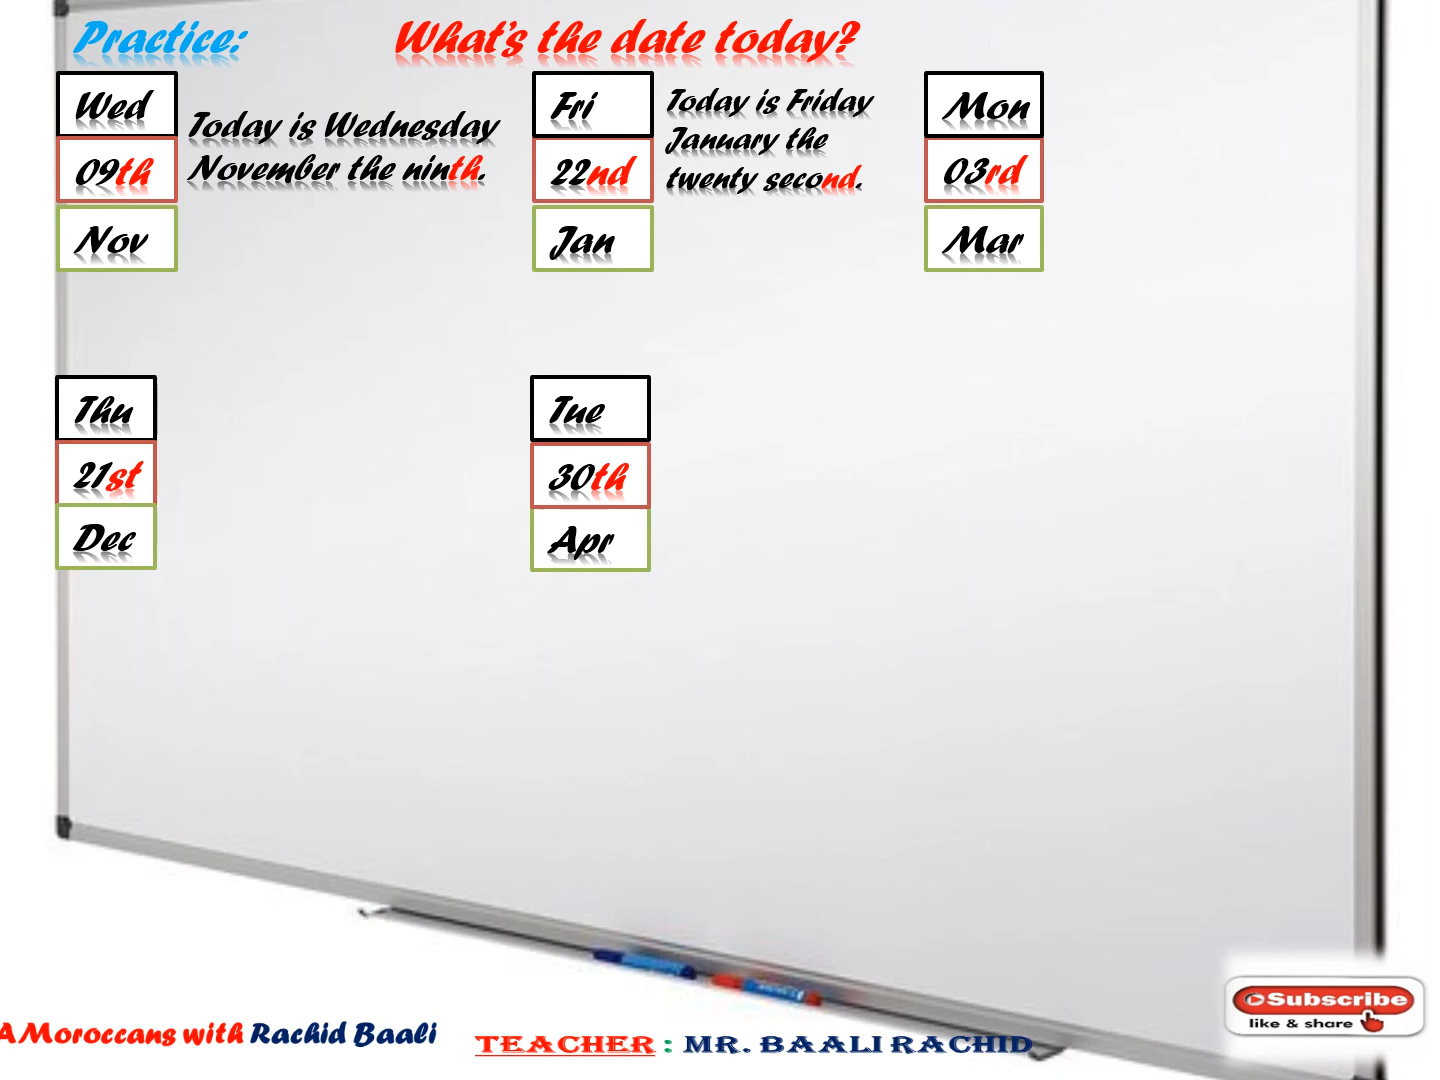 Practice:
What's the date today?
Wed
09th
Nov
Today is Wednesday
November the ninth.
Fri
22nd
Jan
Today is Friday
January the
twenty second.
Mon
03rd
Mar
Thu
21st
Dec
Tue
30th
Apr
AMoroccans with Rachid Baali
TEACHER : MR. BAALI RACHID
Subscribe
like & share